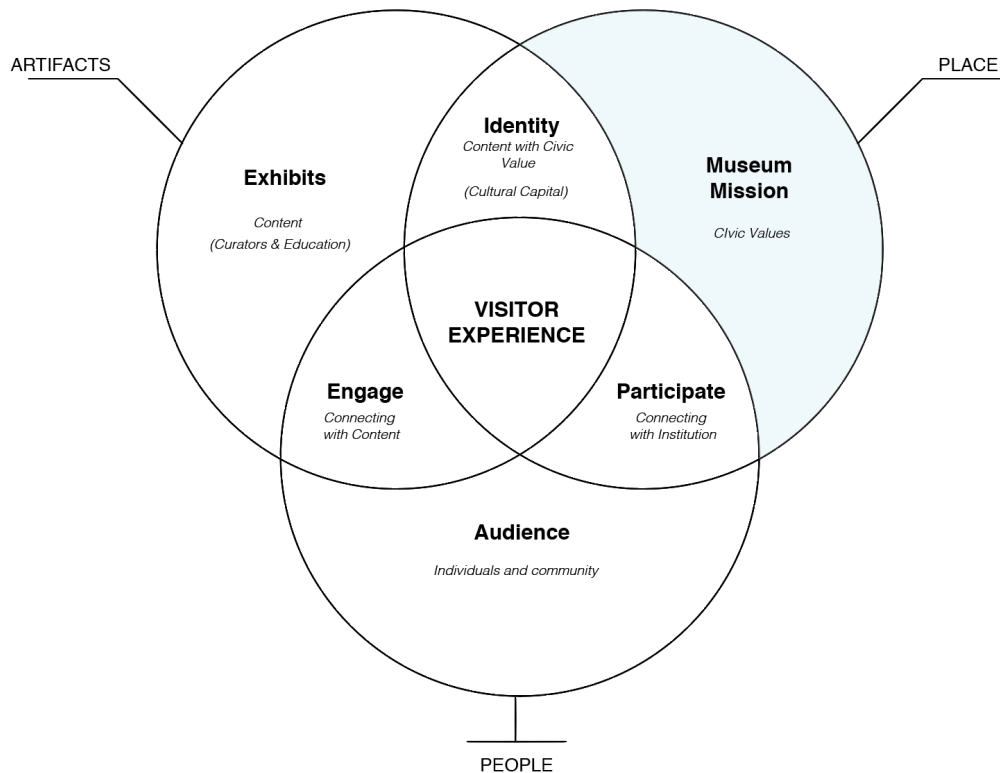 ARTIFACTS
PLACE
Identity
Content with Civic
Value
(Cultural Capital)
Exhibits
Content
(Curators & Education)
Museum
Mission
CIvic Values
VISITOR
EXPERIENCE
Engage
Connecting
with Content
Participate
Connecting
with Institution
Audience
Individuals and community
PEOPLE